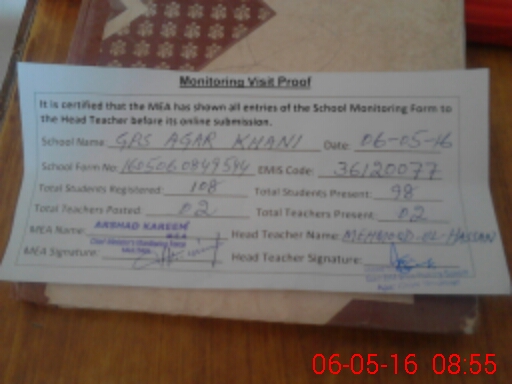 Monitoring Visit Proof
It is certified that the MEA has shown all entries of the School Monitoring Form to
the Head Teacher before its online submission.
School Name: GPS AGAR KHANI Date: 06-05-16
School Form No: 1605060849544 EMIS Code: 36120077
Total Students Registered: 108 Total Students Present: 98
Total Teachers Posted: 02 Total Teachers Present: 02
MEA Name: ARSHAD KAREEM Head Teacher Name: MEHMOOD-UL-HASSAN
MEA Signature: Head Teacher Signature:
06-05-16 08:55